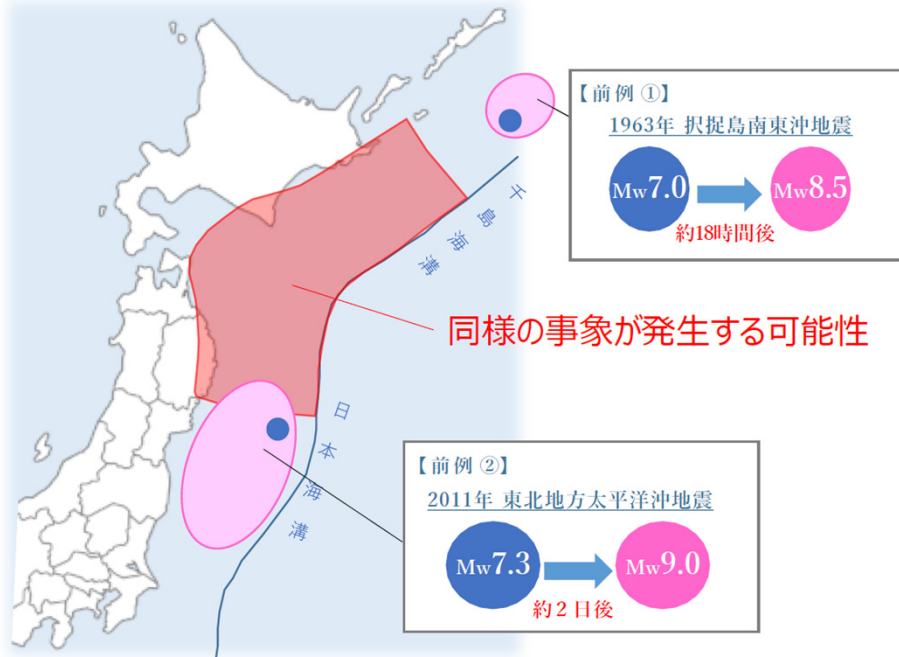 【前例①】
1963年 択捉島南東沖地震
Mw7.0
Mw8.5
約18時間後
千島海溝
同様の事象が発生する可能性
日本海溝
【前例②】
2011年 東北地方太平洋沖地震
Mw7.3
Mw9.0
約2日後